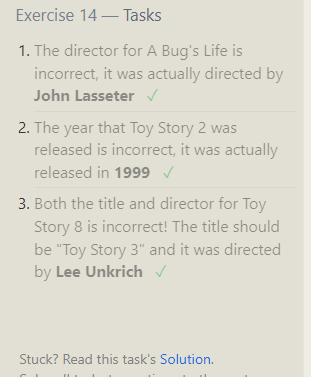 Exercise 14 — Tasks
1. The director for A Bug's Life is
incorrect, it was actually directed by
John Lasseter ✓
2. The year that Toy Story 2 was
released is incorrect, it was actually
released in 1999 ✓
3. Both the title and director for Toy
Story 8 is incorrect! The title should
be "Toy Story 3" and it was directed
by Lee Unkrich ✓
Stuck? Read this task's Solution.